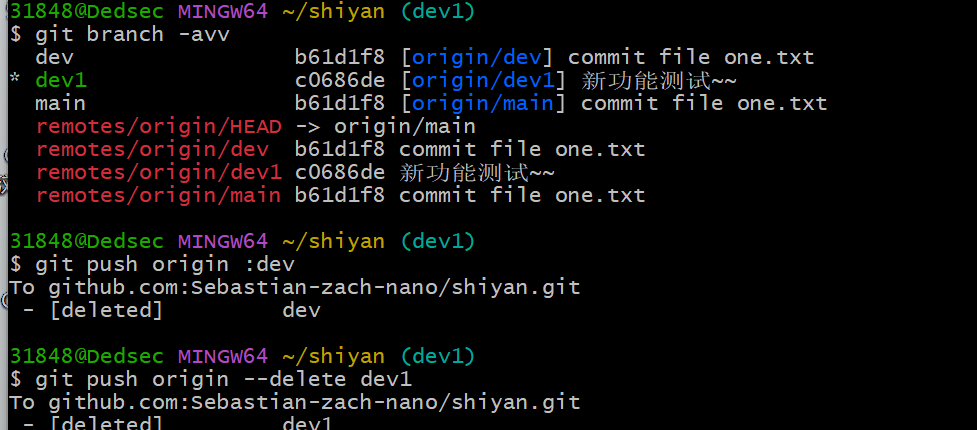 31848@Dedsec MINGW64 ~/shiyan (dev1)
$ git branch -avv
dev b61d1f8 [origin/dev] commit file one.txt
* dev1 c0686de [origin/dev1] 新功能测试~~
main b61d1f8 [origin/main] commit file one.txt
remotes/origin/HEAD -> origin/main
remotes/origin/dev b61d1f8 commit file one.txt
remotes/origin/dev1 c0686de 新功能测试~~
remotes/origin/main b61d1f8 commit file one.txt
31848@Dedsec MINGW64 ~/shiyan (dev1)
$ git push origin :dev
To github.com:Sebastian-zach-nano/shiyan.git
- [deleted] dev
31848@Dedsec MINGW64 ~/shiyan (dev1)
$ git push origin --delete dev1
To github.com:Sebastian-zach-nano/shiyan.git
- [deleted] dev1